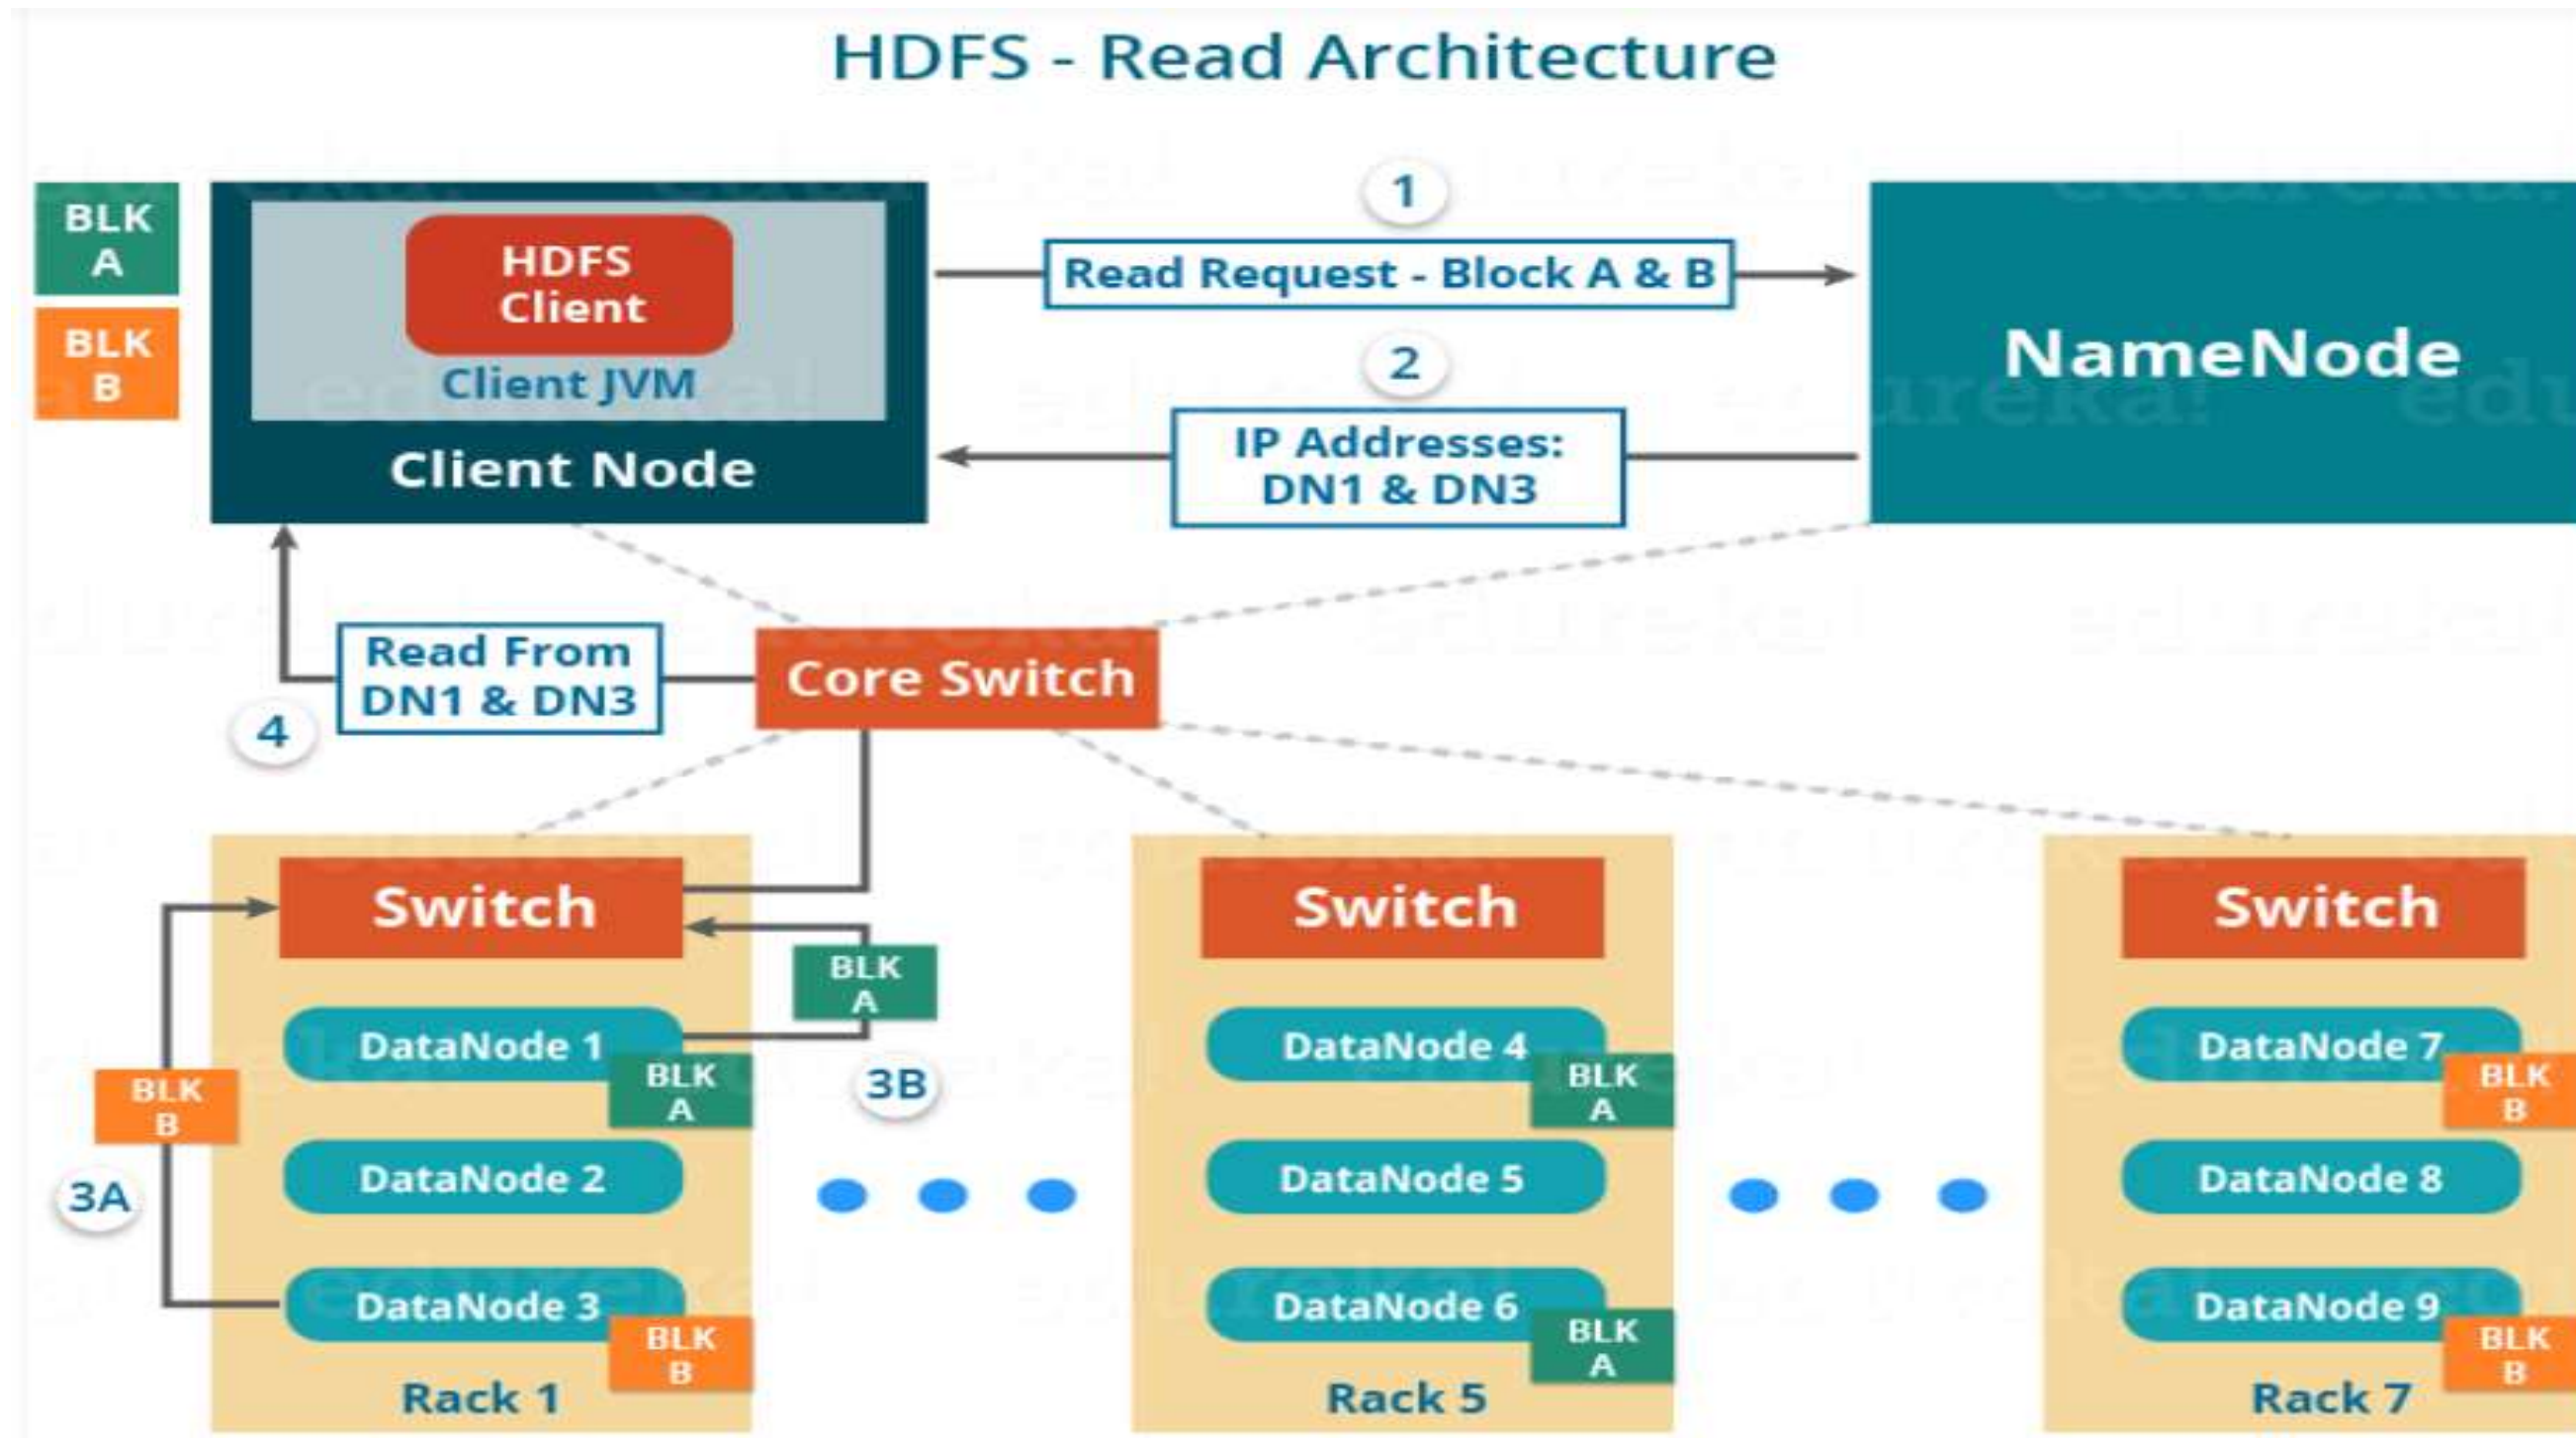 HDFS - Read Architecture
BLK
A
BLK
B
HDFS
Client
Client JVM
Client Node
1
Read Request - Block A & B
2
IP Addresses:
DN1 & DN3
NameNode
edureka!
edureka!
edureka!
Read From
DN1 & DN3
4
Core Switch
Switch
BLK
A
DataNode 1
BLK
A
3B
BLK
B
DataNode 2
3A
DataNode 3
BLK
B
Rack 1
Switch
DataNode 4
BLK
A
DataNode 5
DataNode 6
BLK
A
Rack 5
Switch
DataNode 7
BLK
B
DataNode 8
DataNode 9
BLK
B
Rack 7